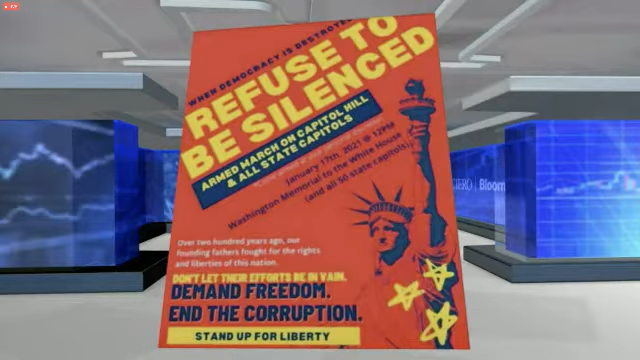 WHEN DEMOCRACY IS DESTROYED
REFUSE TO
BE SILENCED
ARMED MARCH ON CAPITOL HILL
& ALL STATE CAPITOLS
January 17th, 2021 @ 12PM
Washington Memorial to the White House
(and all 50 state capitols)
Over two hundred years ago, our
founding fathers fought for the rights
and liberties of this nation.
DON'T LET THEIR EFFORTS BE IN VAIN.
DEMAND FREEDOM.
END THE CORRUPTION.
STAND UP FOR LIBERTY
Bloom